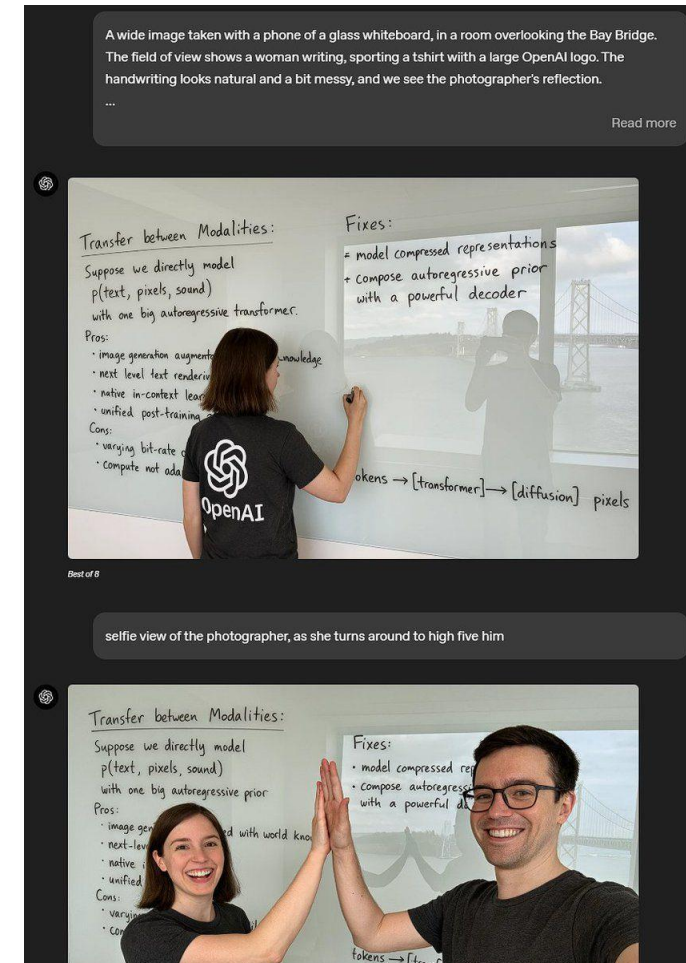 A wide image taken with a phone of a glass whiteboard, in a room overlooking the Bay Bridge.
The field of view shows a woman writing, sporting a tshirt wiith a large OpenAI logo. The
handwriting looks natural and a bit messy, and we see the photographer's reflection.
...
Read more
Transfer between Modalities:
Suppose we directly model
p(text, pixels, sound)
with one big autoregressive transformer.
Pros:
· image generation augment
nowledge
· next level text renderin
· native in-context lear
· unified post-training
Cons:
· varying bit-rate
· compute not ada
Fixes:
= model compressed representations
+ compose autoregressive prior
with a powerful decoder
OpenAI
okens → [transformer] → [diffusion] pixels
Best of 8
selfie view of the photographer, as she turns around to high five him
Transfer between Modalities:
Suppose we directly model
p(text, pixels, sound)
with one big autoregressive prior
Pros:
· image gen
ed with world kno
· next-lev
· native
· unified
Cons:
· varyin
· con
Fixes:
· model compressed rep
· compose autoregress
with a powerful d
tokens → [tra